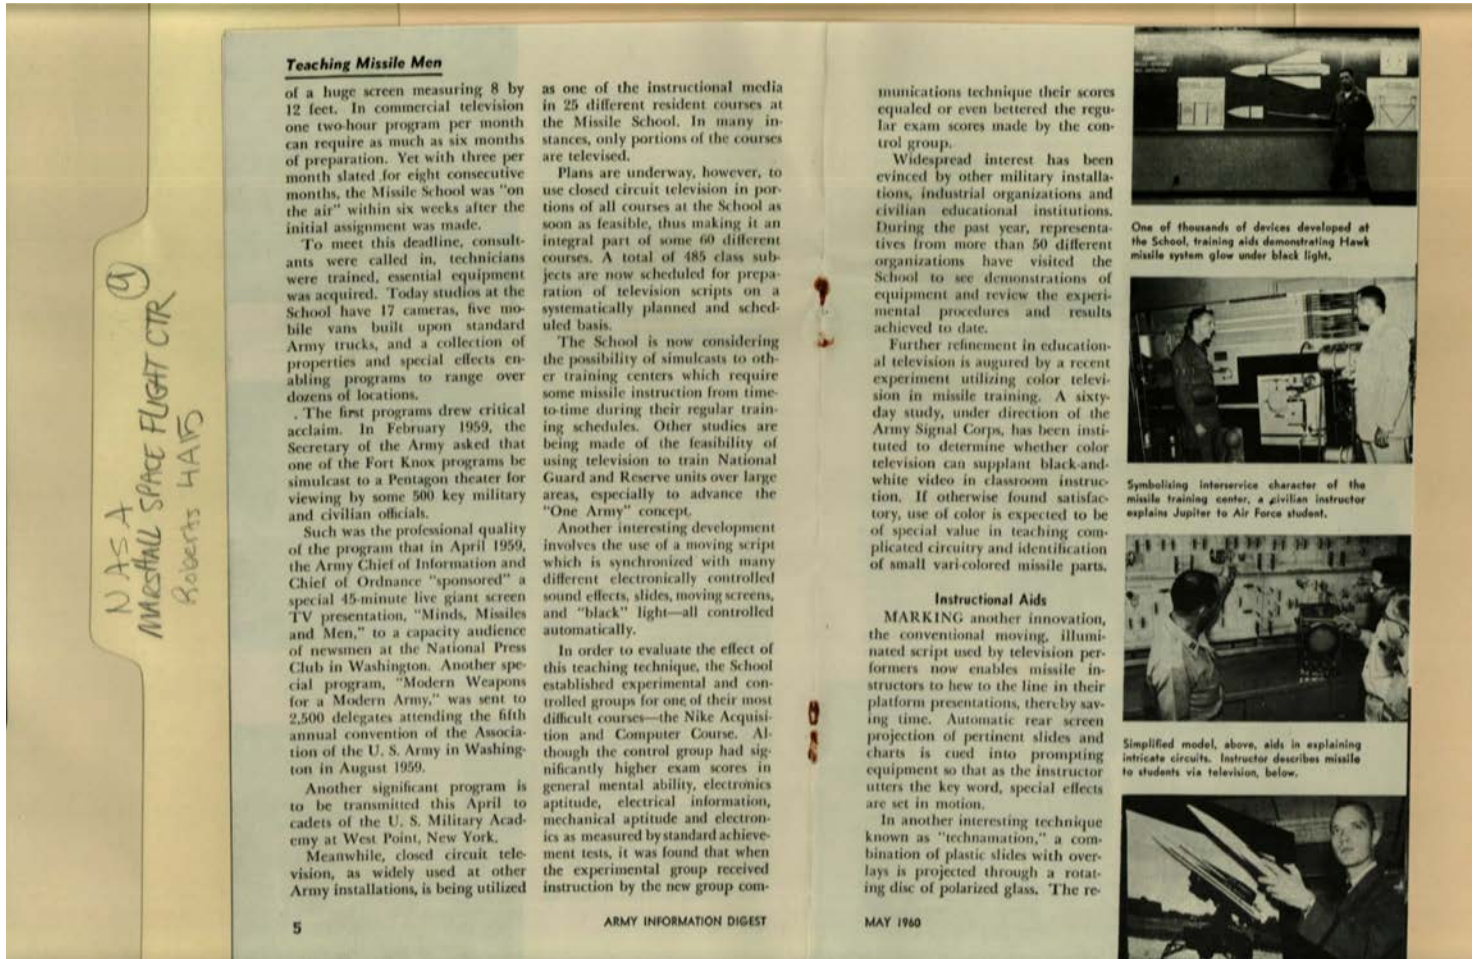 NASA
MARSHALL SPACE FLIGHT CTR
Roberts 4A15
4
Teaching Missile Men
of a huge screen measuring 8 by
12 feet. In commercial television
one two-hour program per month
can require as much as six months
of preparation. Yet with three per
month slated for eight consecutive
months, the Missile School was "on
the air" within six weeks after the
initial assignment was made.
To meet this deadline, consult-
ants were called in, technicians
were trained, essential equipment
was acquired. Today studios at the
School have 17 cameras, five mo-
bile vans built upon standard
Army trucks, and a collection of
properties and special effects en-
abling programs to range over
dozens of locations.
. The first programs drew critical
acclaim. In February 1959, the
Secretary of the Army asked that
one of the Fort Knox programs be
simulcast to a Pentagon theater for
viewing by some 500 key military
and civilian officials.
Such was the professional quality
of the program that in April 1959,
the Army Chief of Information and
Chief of Ordnance "sponsored" a
special 45-minute live giant screen
TV presentation, "Minds, Missiles
and Men," to a capacity audience
of newsmen at the National Press
Club in Washington. Another spe-
cial program, "Modern Weapons
for a Modern Army," was sent to
2,500 delegates attending the fifth
annual convention of the Associa-
tion of the U. S. Army in Washing-
ton in August 1959.
Another significant program is
to be transmitted this April to
cadets of the U. S. Military Acad-
emy at West Point, New York.
Meanwhile, closed circuit tele-
vision, as widely used at other
Army installations, is being utilized
as one of the instructional media
in 25 different resident courses at
the Missile School. In many in-
stances, only portions of the courses
are televised.
Plans are underway, however, to
use closed circuit television in por-
tions of all courses at the School as
soon as feasible, thus making it an
integral part of some 60 different
courses. A total of 485 class sub-
jects are now scheduled for prepa-
ration of television scripts on a
systematically planned and sched-
uled basis.
The School is now considering
the possibility of simulcasts to oth-
er training centers which require
some missile instruction from time-
to-time during their regular train-
ing schedules. Other studies are
being made of the feasibility of
using television to train National
Guard and Reserve units over large
areas, especially to advance the
"One Army" concept.
Another interesting development
involves the use of a moving script
which is synchronized with many
different electronically controlled
sound effects, slides, moving screens,
and "black" light—all controlled
automatically.
In order to evaluate the effect of
this teaching technique, the School
established experimental and con-
trolled groups for one of their most
difficult courses—the Nike Acquisi-
tion and Computer Course. Al-
though the control group had sig-
nificantly higher exam scores in
general mental ability, electronics
aptitude, electrical information,
mechanical aptitude and electron-
ics as measured by standard achieve-
ment tests, it was found that when
the experimental group received
instruction by the new group com-
5
ARMY INFORMATION DIGEST
munications technique their scores
equaled or even bettered the regu-
lar exam scores made by the con-
trol group.
Widespread interest has been
evinced by other military installa-
tions, industrial organizations and
civilian educational institutions.
During the past year, representa-
tives from more than 50 different
organizations have visited the
School to see demonstrations of
equipment and review the experi-
mental procedures and results
achieved to date.
Further refinement in education-
al television is augured by a recent
experiment utilizing color televi-
sion in missile training. A sixty-
day study, under direction of the
Army Signal Corps, has been insti-
tuted to determine whether color
television can supplant black-and-
white video in classroom instruc-
tion. If otherwise found satisfac-
tory, use of color is expected to be
of special value in teaching com-
plicated circuitry and identification
of small vari-colored missile parts.
Instructional Aids
MARKING another innovation,
the conventional moving, illumi-
nated script used by television per-
formers now enables missile in-
structors to hew to the line in their
platform presentations, thereby sav-
ing time. Automatic rear screen
projection of pertinent slides and
charts is cued into prompting
equipment so that as the instructor
utters the key word, special effects
are set in motion.
In another interesting technique
known as "technamation," a com-
bination of plastic slides with over-
lays is projected through a rotat-
ing disc of polarized glass. The re-
MAY 1960
One of thousands of devices developed at
the School, training aids demonstrating Hawk
missile system glow under black light.
Symbolizing interservice character of the
missile training center, a civilian instructor
explains Jupiter to Air Force student.
Simplified model, above, aids in explaining
intricate circuits. Instructor describes missile
to students via television, below.